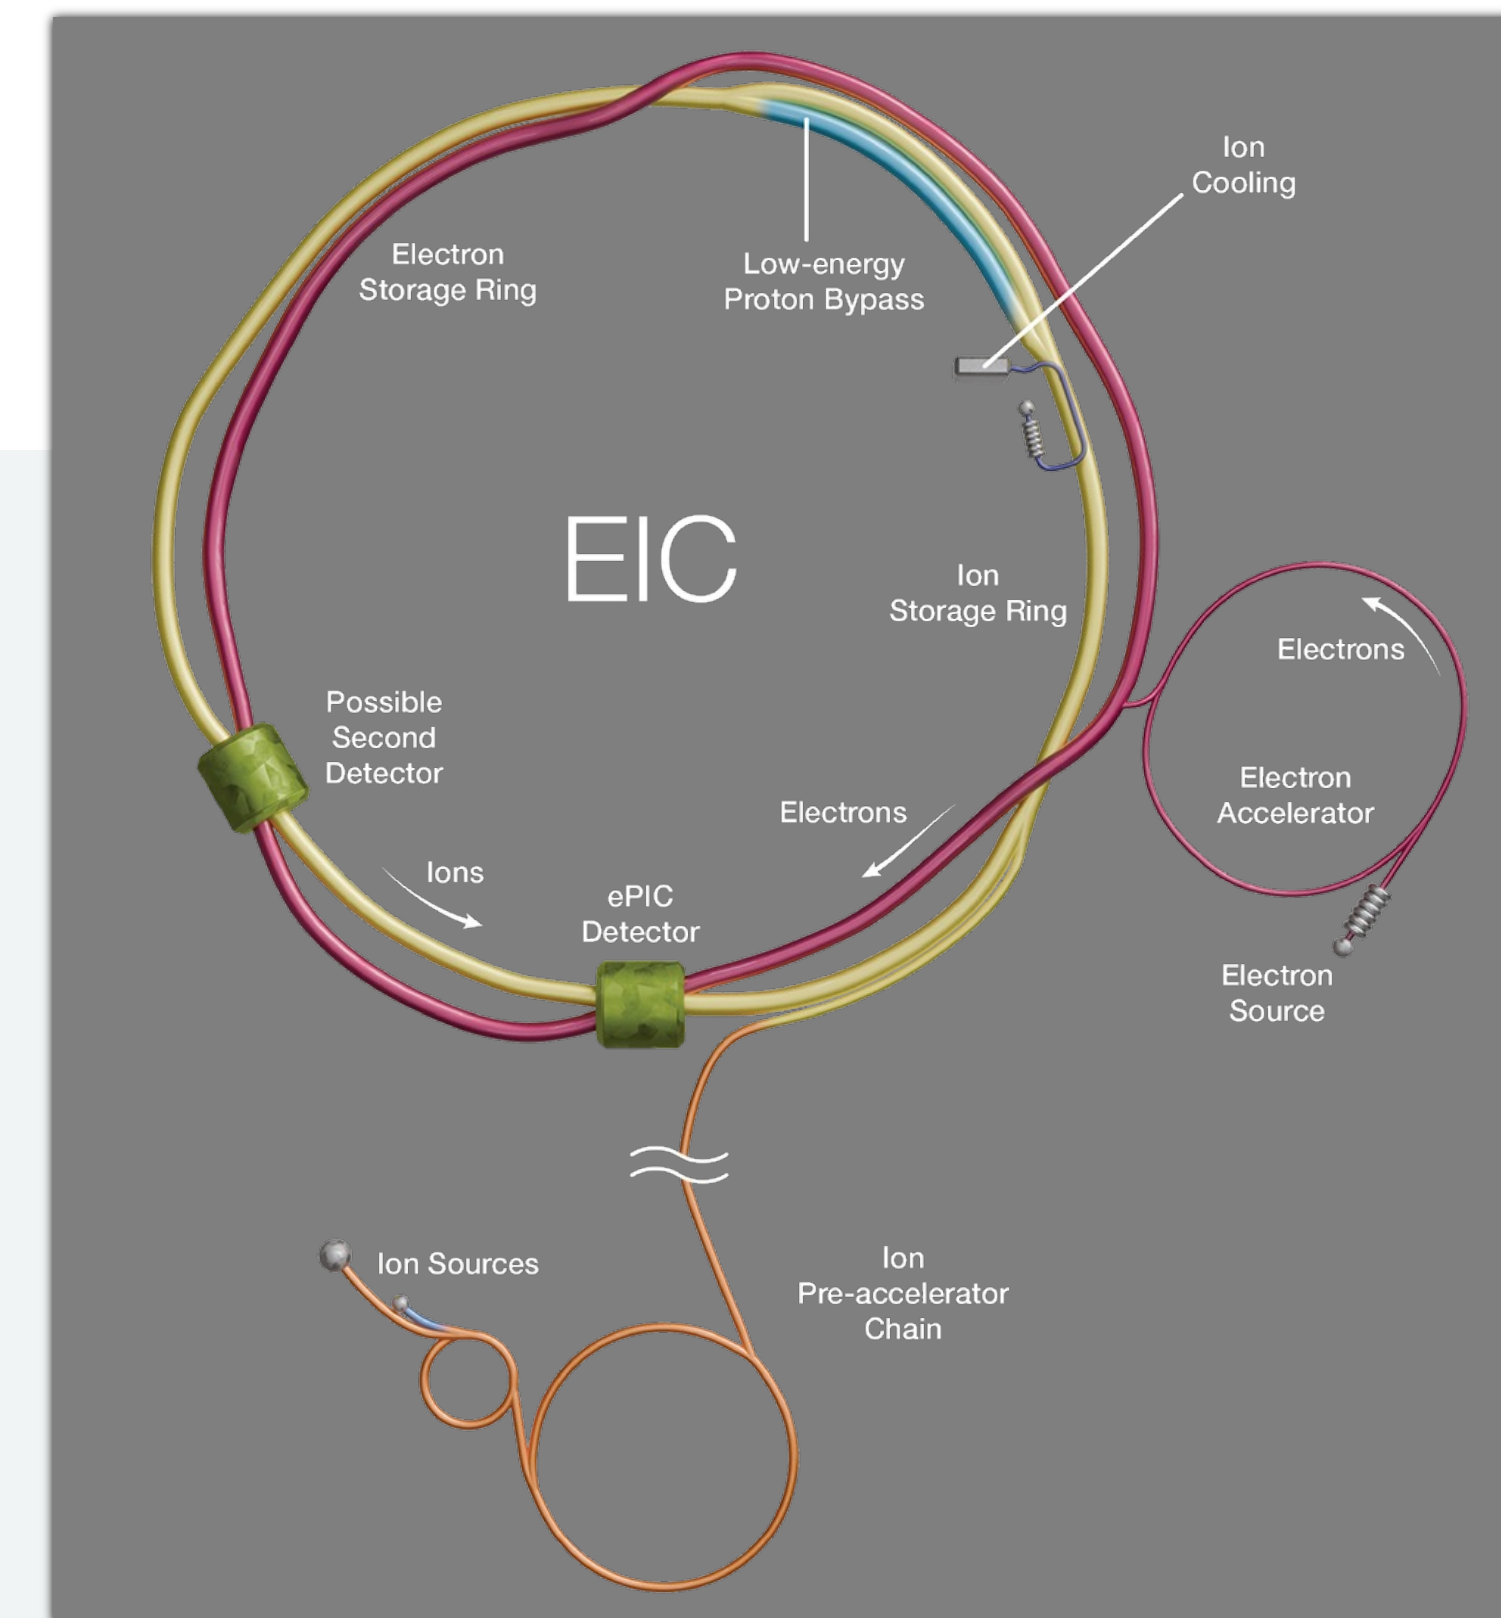 Ion
Cooling
Electron
Storage Ring
Low-energy
Proton Bypass
EIC
Ion
Storage Ring
Electrons
Possible
Second
Detector
Electron
Accelerator
Electrons
Ions
ePIC
Detector
Electron
Source
Ion Sources
Ion
Pre-accelerator
Chain